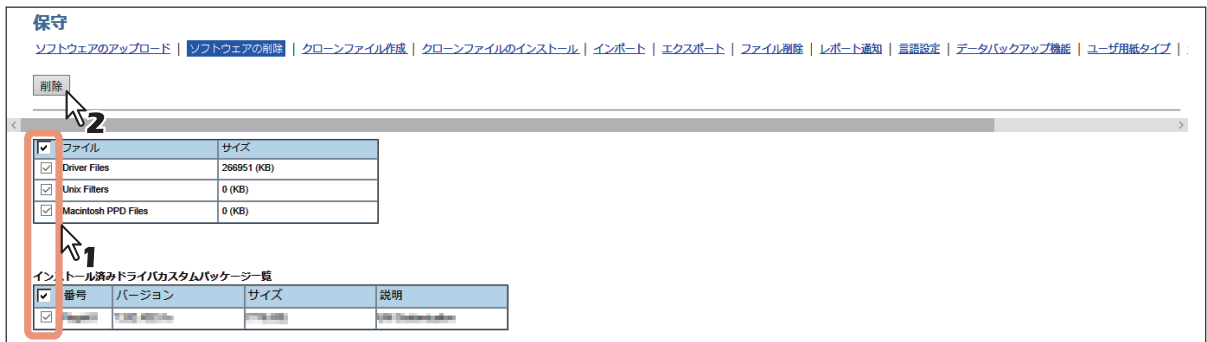 保守
ソフトウェアのアップロード | ソフトウェアの削除 | クローンファイル作成 | クローンファイルのインストール | インポート | エクスポート | ファイル削除 | レポート通知 | 言語設定 | データバックアップ機能 | ユーザ用紙タイプ |
削除
2
ファイル サイズ
Driver Files 266951 (KB)
Unix Filters 0 (KB)
Macintosh PPD Files 0 (KB)
1
インストール済みドライバカスタムパッケージ一覧
番号 バージョン サイズ 説明